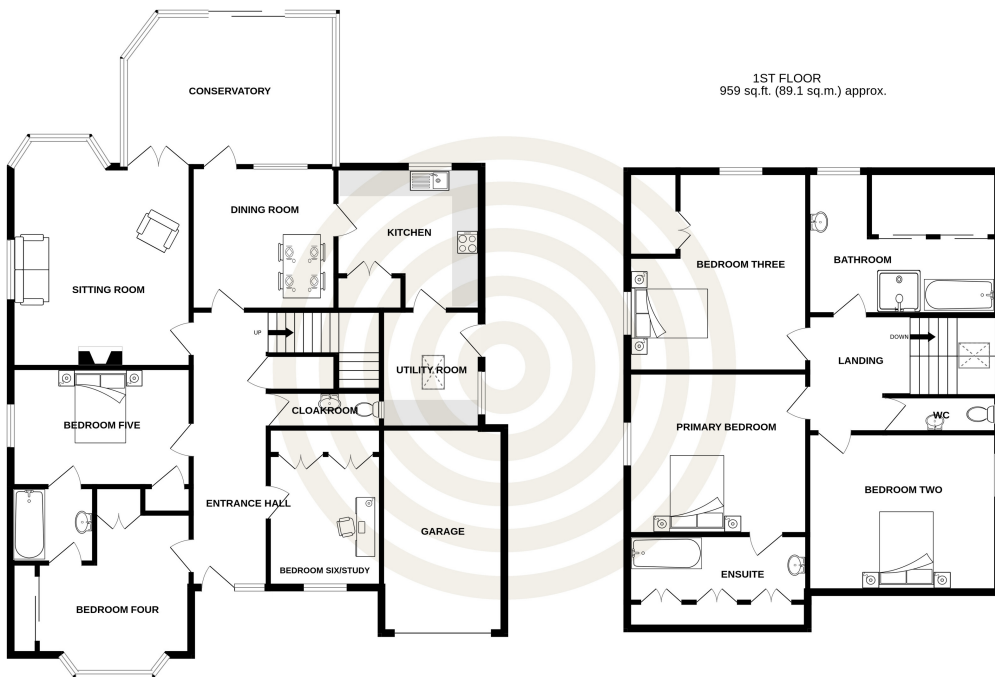 CONSERVATORY
SITTING ROOM
DINING ROOM
KITCHEN
UP
UTILITY ROOM
CLOAKROOM
BEDROOM FIVE
ENTRANCE HALL
GARAGE
BEDROOM SIX/STUDY
BEDROOM FOUR
1ST FLOOR
959 sq.ft. (89.1 sq.m.) approx.
BEDROOM THREE
BATHROOM
DOWN
LANDING
WC
PRIMARY BEDROOM
BEDROOM TWO
ENSUITE